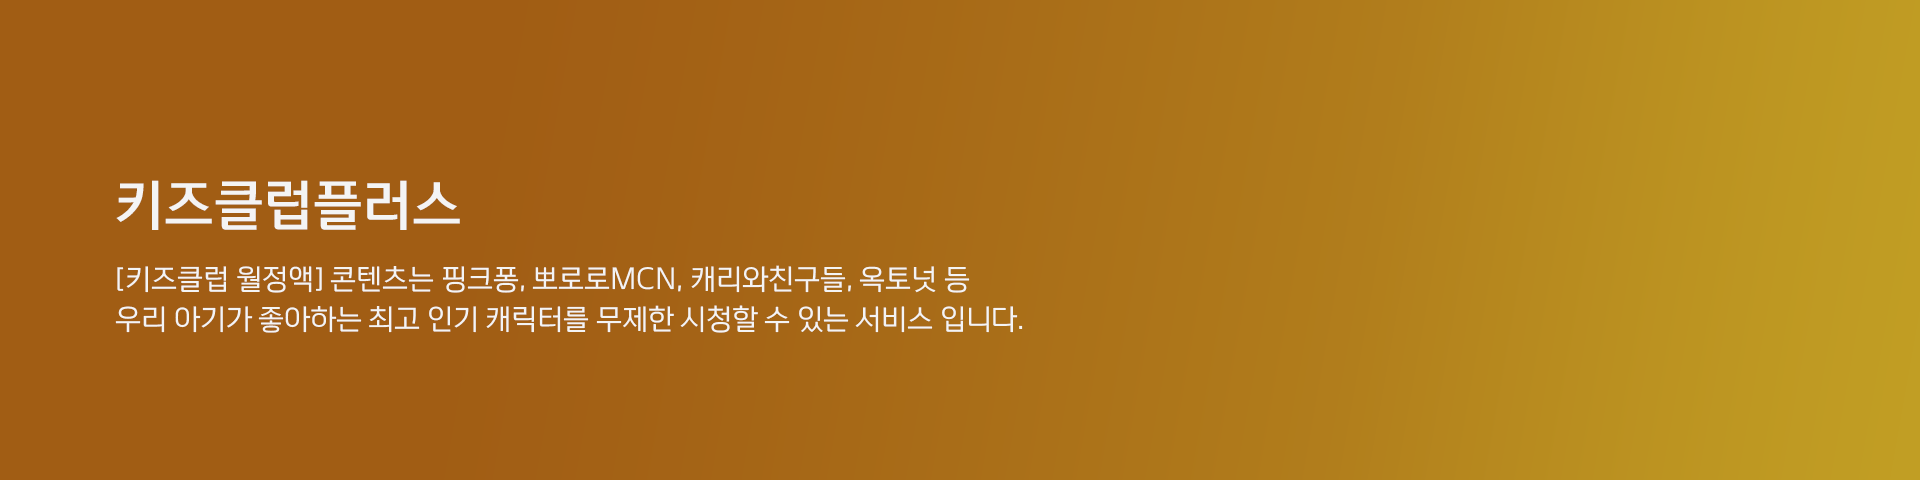 키즈클럽플러스
[키즈클럽 월정액] 콘텐츠는 핑크퐁, 뽀로로MCN, 캐리와친구들, 옥토넛 등
우리 아기가 좋아하는 최고 인기 캐릭터를 무제한 시청할 수 있는 서비스 입니다.